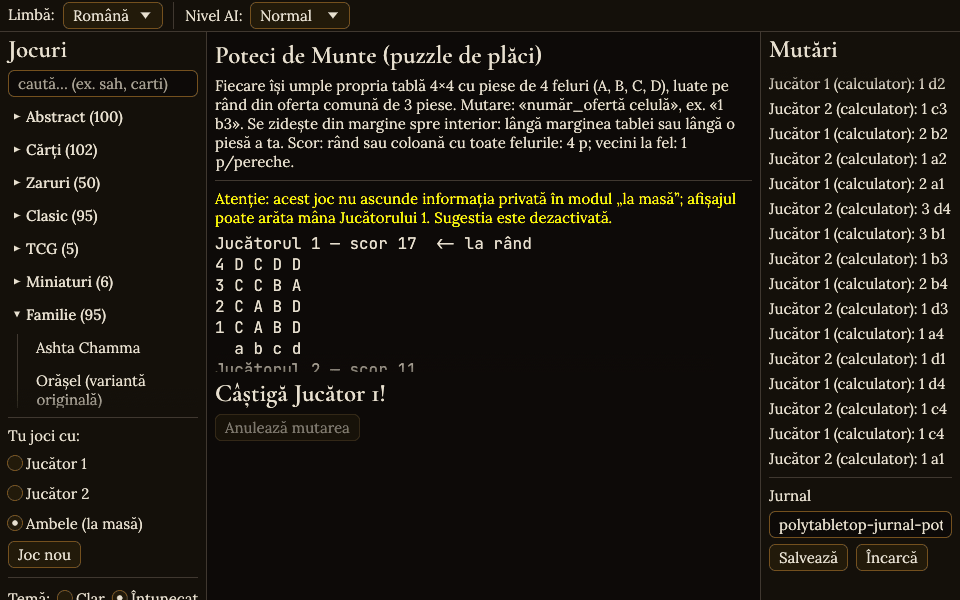 Limbă: Română ▼ Nivel AI: Normal ▼
Jocuri
caută... (ex. sah, carti)
▸ Abstract (100)
▸ Cărți (102)
▸ Zaruri (50)
▸ Clasic (95)
▸ TCG (5)
▸ Miniaturi (6)
▾ Familie (95)
Ashta Chamma
Orășel (variantă
originală)
Tu joci cu:
Jucător 1
Jucător 2
Ambele (la masă)
Joc nou
Temă: Clar Întunecat
Poteci de Munte (puzzle de plăci)
Fiecare își umple propria tablă 4×4 cu piese de 4 feluri (A, B, C, D), luate pe
rând din oferta comună de 3 piese. Mutare: «număr_ofertă celulă», ex. «1
b3». Se zidește din margine spre interior: lângă marginea tablei sau lângă o
piesă a ta. Scor: rând sau coloană cu toate felurile: 4 p; vecini la fel: 1
p/pereche.
Atenție: acest joc nu ascunde informația privată în modul „la masă”; afișajul
poate arăta mâna Jucătorului 1. Sugestia este dezactivată.
Jucătorul 1 — scor 17 ← la rând
4 D C D D
3 C C B A
2 C A B D
1 C A B D
a b c d
Jucătorul 2 — scor 11
Câștigă Jucător 1!
Anulează mutarea
Mutări
Jucător 1 (calculator): 1 d2
Jucător 2 (calculator): 1 c3
Jucător 1 (calculator): 2 b2
Jucător 2 (calculator): 1 a2
Jucător 1 (calculator): 2 a1
Jucător 2 (calculator): 3 d4
Jucător 1 (calculator): 3 b1
Jucător 2 (calculator): 1 b3
Jucător 1 (calculator): 2 b4
Jucător 2 (calculator): 1 d3
Jucător 1 (calculator): 1 a4
Jucător 2 (calculator): 1 d1
Jucător 1 (calculator): 1 d4
Jucător 2 (calculator): 1 c4
Jucător 1 (calculator): 1 c4
Jucător 2 (calculator): 1 a1
Jurnal
polytabletop-jurnal-pot
Salvează Încarcă